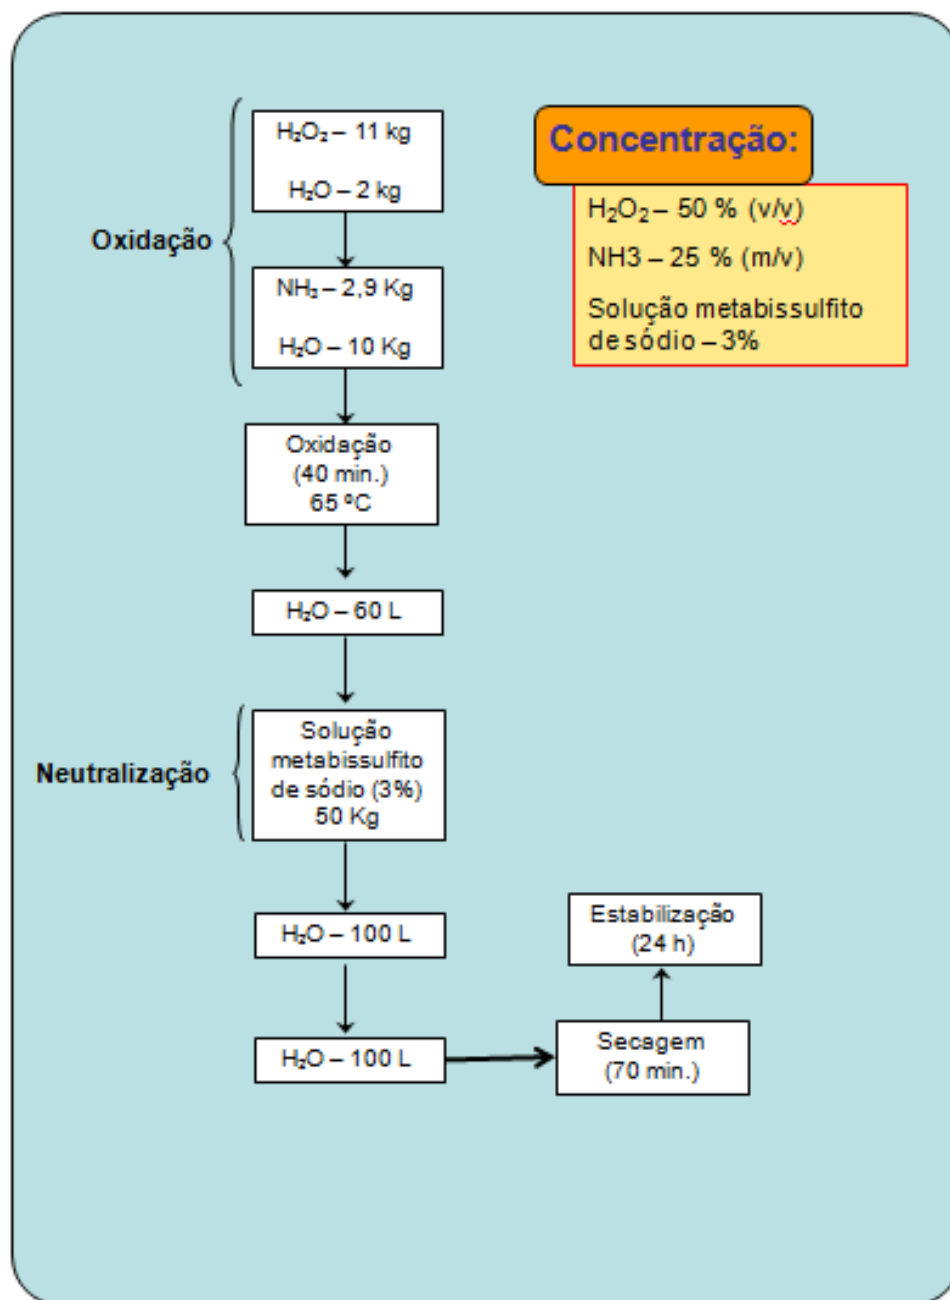 H₂O₂ – 11 kg
H₂O – 2 kg
Oxidação
NH₃ – 2,9 Kg
H₂O – 10 Kg
Oxidação
(40 min.)
65 ºC
H₂O – 60 L
Neutralização
Solução
metabissulfito
de sódio (3%)
50 Kg
H₂O – 100 L
H₂O – 100 L
Secagem
(70 min.)
Estabilização
(24 h)
Concentração:
H₂O₂ – 50 % (v/v)
NH3 – 25 % (m/v)
Solução metabissulfito
de sódio – 3%